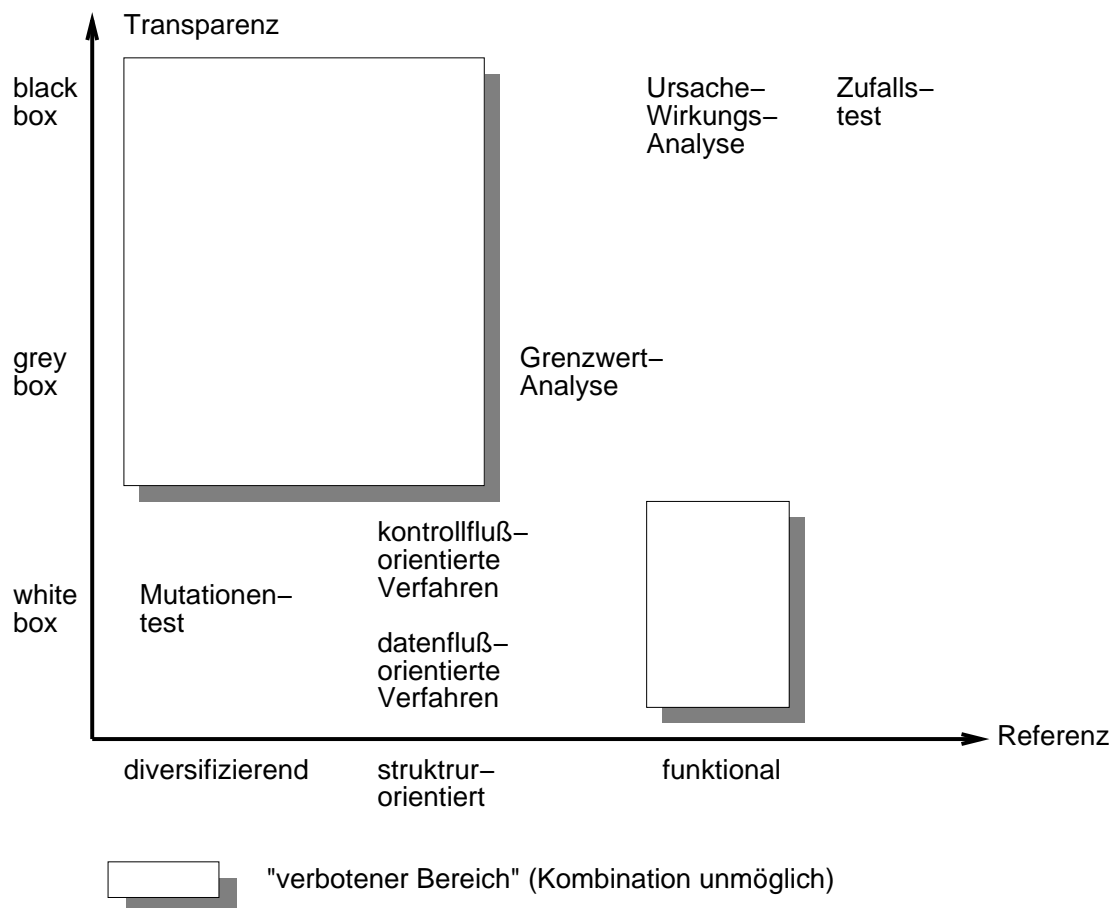 Transparenz
black
box
Ursache–
Wirkungs–
Analyse
Zufalls–
test
grey
box
Grenzwert–
Analyse
kontrollfluß–
orientierte
Verfahren
white
box
Mutationen–
test
datenfluß–
orientierte
Verfahren
Referenz
diversifizierend
struktrur–
orientiert
funktional
"verbotener Bereich" (Kombination unmöglich)